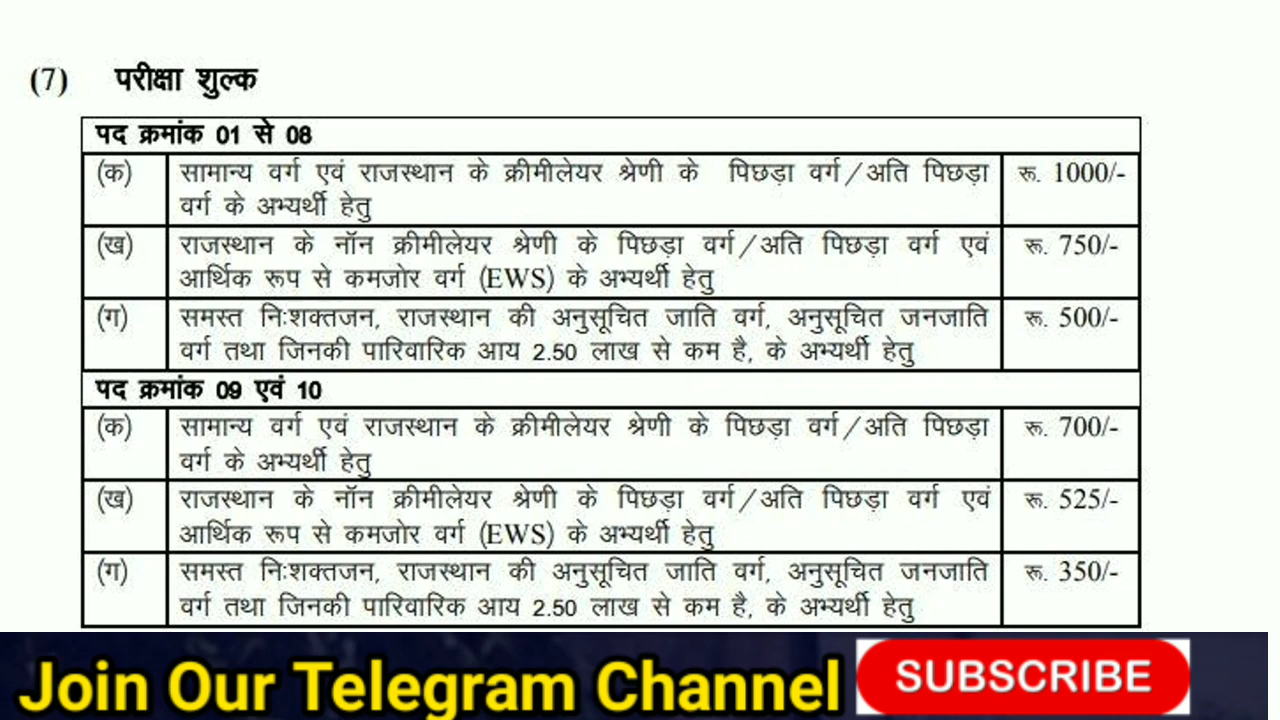 (7) परीक्षा शुल्क
पद क्रमांक 01 से 08
(क) सामान्य वर्ग एवं राजस्थान के क्रीमीलेयर श्रेणी के पिछड़ा वर्ग/अति पिछड़ा रू. 1000/-
वर्ग के अभ्यर्थी हेतु
(ख) राजस्थान के नॉन क्रीमीलेयर श्रेणी के पिछड़ा वर्ग/अति पिछड़ा वर्ग एवं रू. 750/-
आर्थिक रूप से कमजोर वर्ग (EWS) के अभ्यर्थी हेतु
(ग) समस्त निःशक्तजन, राजस्थान की अनुसूचित जाति वर्ग, अनुसूचित जनजाति रू. 500/-
वर्ग तथा जिनकी पारिवारिक आय 2.50 लाख से कम है, के अभ्यर्थी हेतु
पद क्रमांक 09 एवं 10
(क) सामान्य वर्ग एवं राजस्थान के क्रीमीलेयर श्रेणी के पिछड़ा वर्ग/अति पिछड़ा रू. 700/-
वर्ग के अभ्यर्थी हेतु
(ख) राजस्थान के नॉन क्रीमीलेयर श्रेणी के पिछड़ा वर्ग/अति पिछड़ा वर्ग एवं रू. 525/-
आर्थिक रूप से कमजोर वर्ग (EWS) के अभ्यर्थी हेतु
(ग) समस्त निःशक्तजन, राजस्थान की अनुसूचित जाति वर्ग, अनुसूचित जनजाति रू. 350/-
वर्ग तथा जिनकी पारिवारिक आय 2.50 लाख से कम है, के अभ्यर्थी हेतु
Join Our Telegram Channel SUBSCRIBE